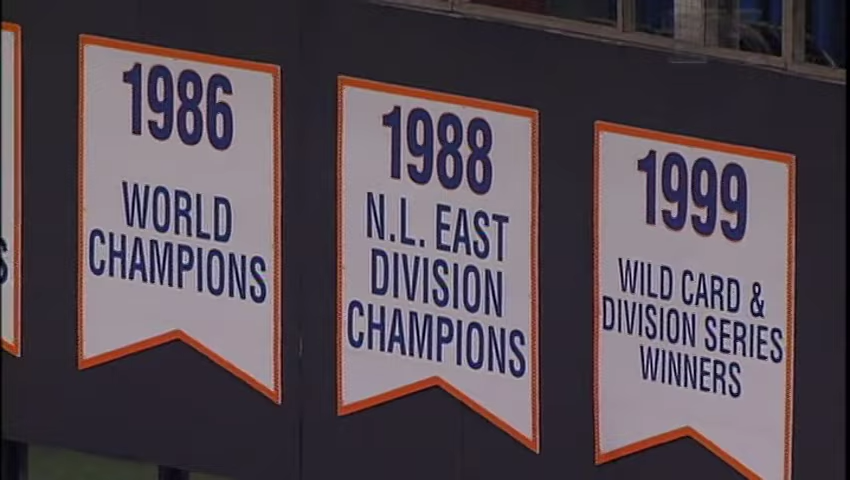 1986
WORLD
CHAMPIONS
1988
N.L. EAST
DIVISION
CHAMPIONS
1999
WILD CARD &
DIVISION SERIES
WINNERS